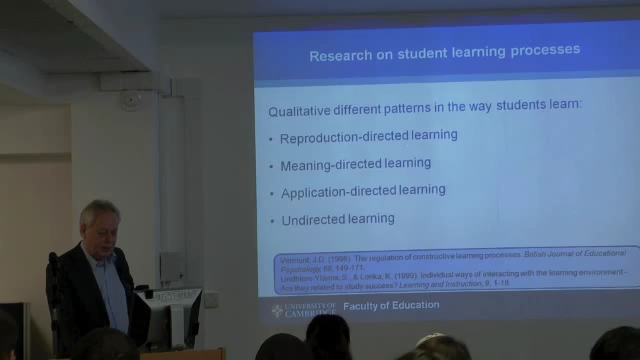 Research on student learning processes
Qualitative different patterns in the way students learn:
• Reproduction-directed learning
• Meaning-directed learning
• Application-directed learning
• Undirected learning
Vermunt, J.D. (1998). The regulation of constructive learning processes. British Journal of Educational
Psychology, 68, 149-171.
Lindblom-Ylänne, S., & Lonka, K. (1999). Individual ways of interacting with the learning environment -
Are they related to study success? Learning and Instruction, 9, 1-18.
UNIVERSITY OF
CAMBRIDGE
Faculty of Education